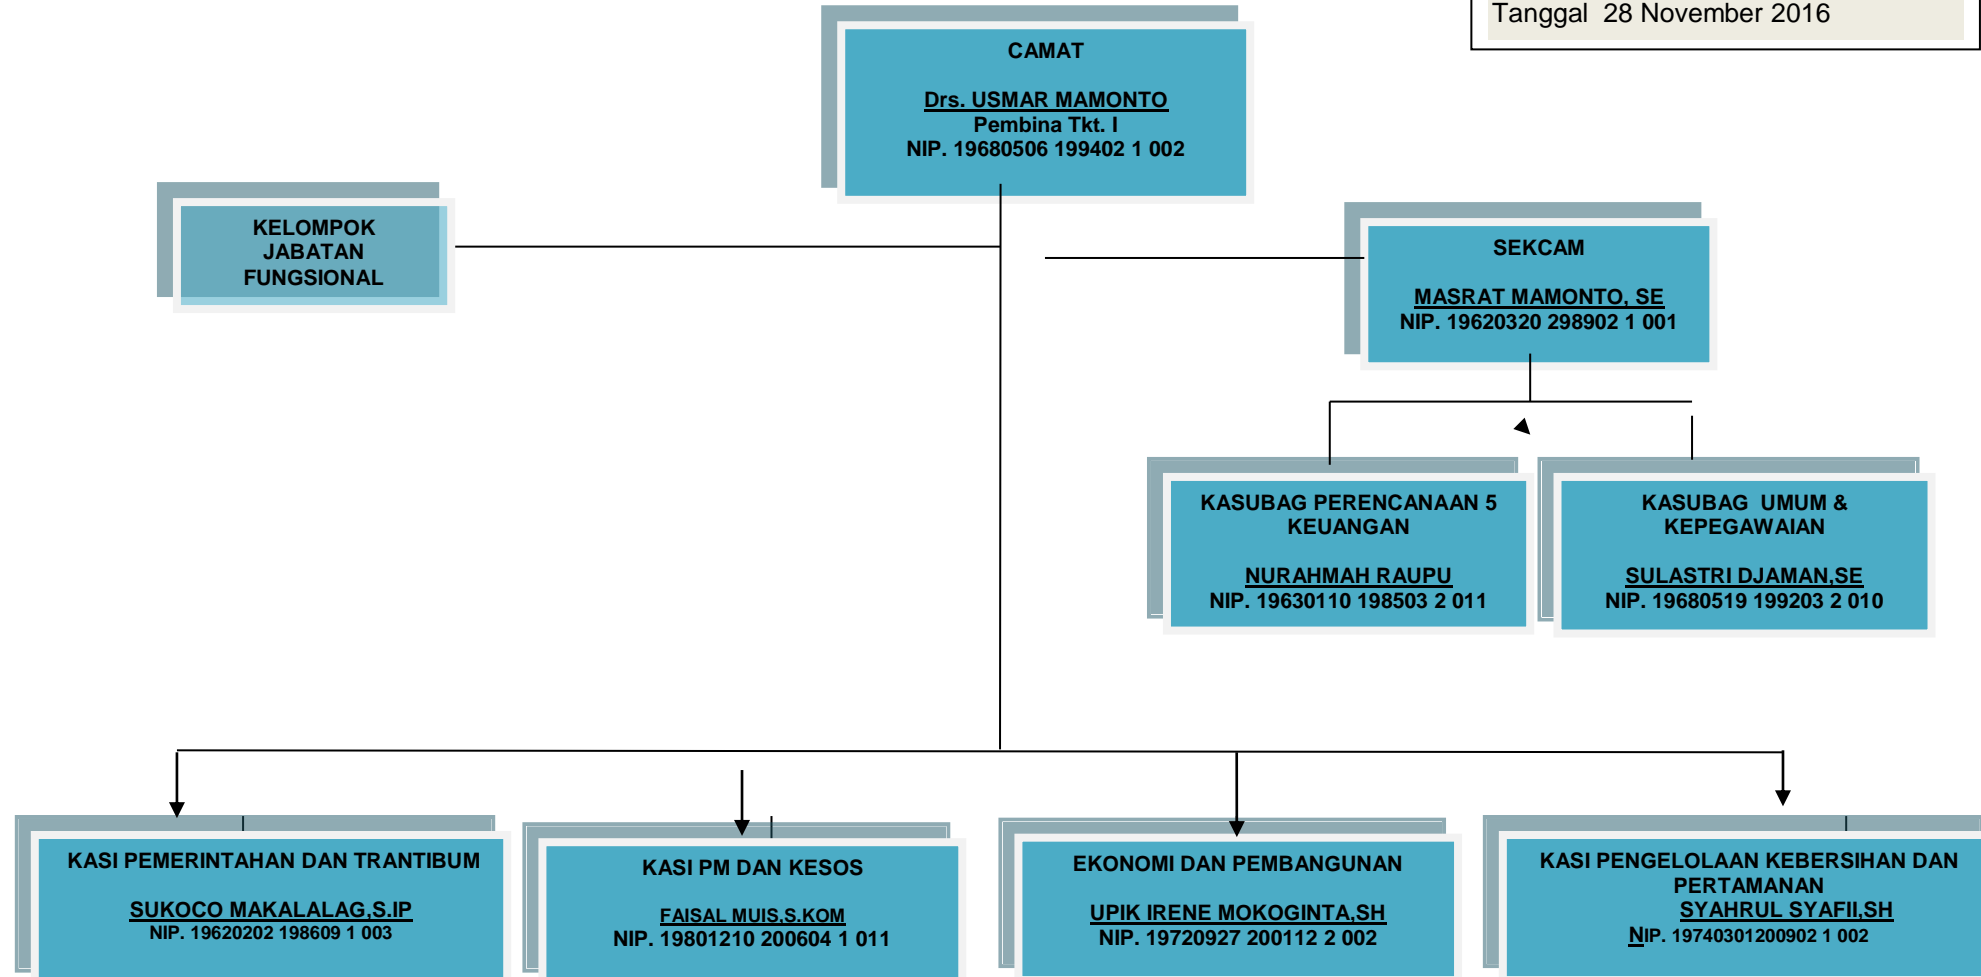 Tanggal 28 November 2016
CAMAT
Drs. USMAR MAMONTO
Pembina Tkt. I
NIP. 19680506 199402 1 002
KELOMPOK
JABATAN
FUNGSIONAL
SEKCAM
MASRAT MAMONTO, SE
NIP. 19620320 298902 1 001
KASUBAG PERENCANAAN 5
KEUANGAN
NURAHMAH RAUPU
NIP. 19630110 198503 2 011
KASUBAG UMUM &
KEPEGAWAIAN
SULASTRI DJAMAN,SE
NIP. 19680519 199203 2 010
KASI PEMERINTAHAN DAN TRANTIBUM
SUKOCO MAKALALAG,S.IP
NIP. 19620202 198609 1 003
KASI PM DAN KESOS
FAISAL MUIS,S.KOM
NIP. 19801210 200604 1 011
EKONOMI DAN PEMBANGUNAN
UPIK IRENE MOKOGINTA,SH
NIP. 19720927 200112 2 002
KASI PENGELOLAAN KEBERSIHAN DAN
PERTAMANAN
SYAHRUL SYAFII,SH
NIP. 19740301200902 1 002